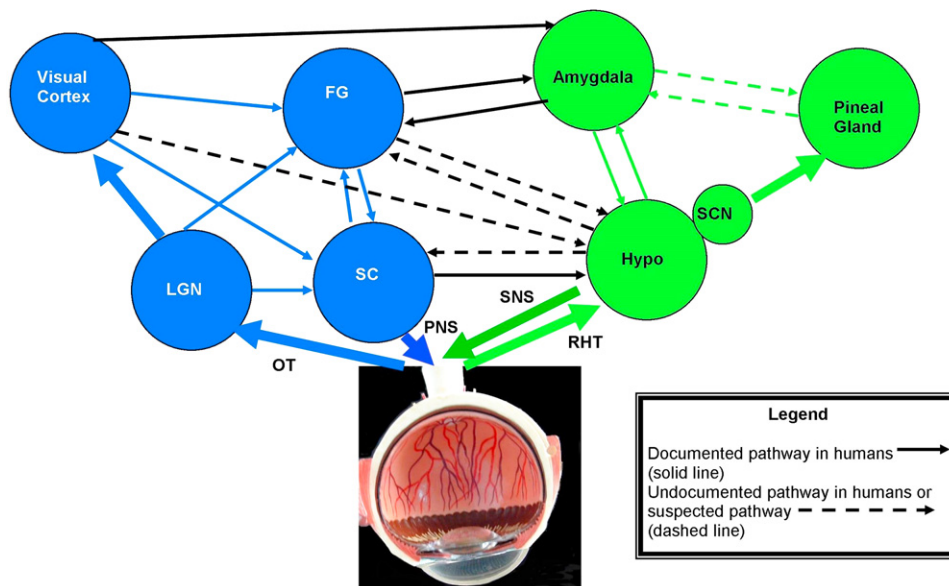 Visual
Cortex
FG
Amygdala
Pineal
Gland
SCN
LGN
SC
Hypo
SNS
PNS
RHT
OT
Legend
Documented pathway in humans
(solid line)
Undocumented pathway in humans or
suspected pathway
(dashed line)